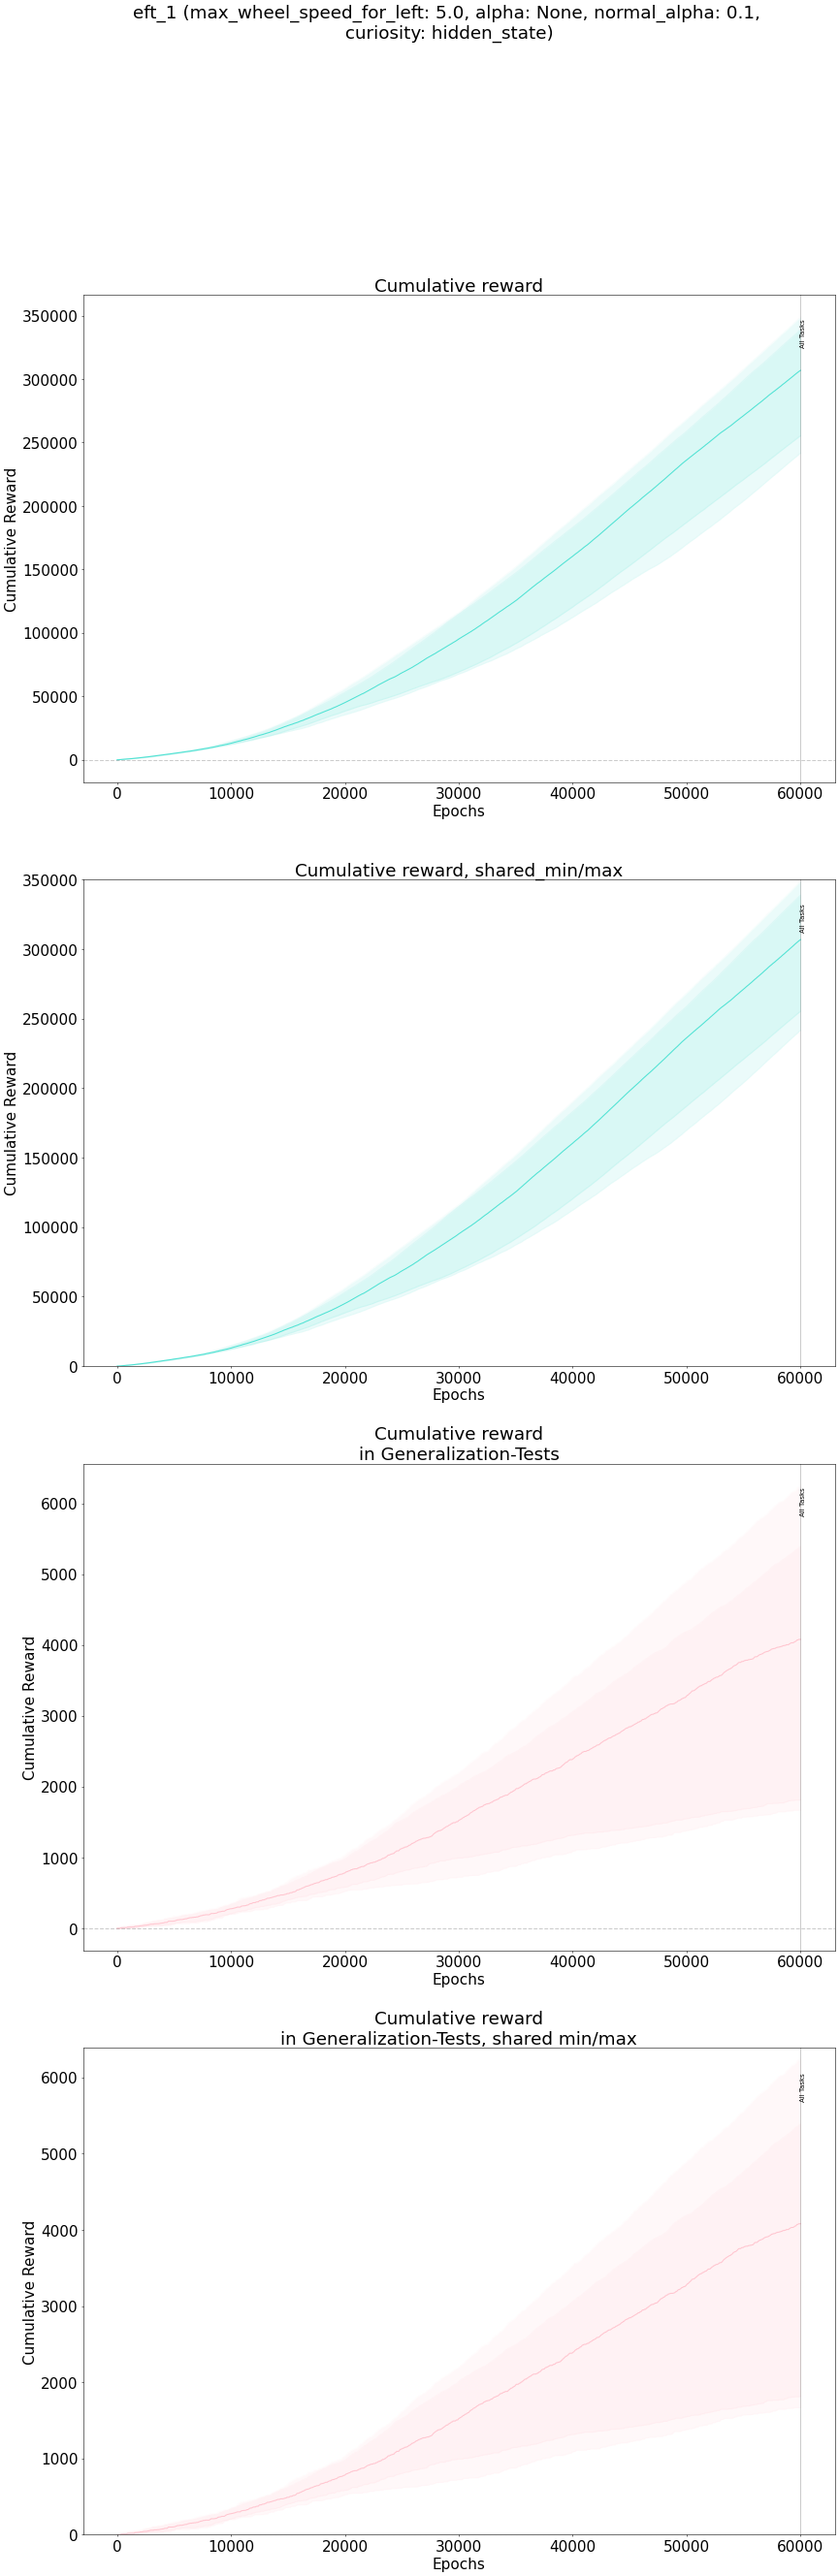 eft_1 (max_wheel_speed_for_left: 5.0, alpha: None, normal_alpha: 0.1,
curiosity: hidden_state)
Cumulative reward
350000
300000
250000
200000
150000
100000
50000
0
Cumulative Reward
All Tasks
0 10000 20000 30000 40000 50000 60000
Epochs
Cumulative reward, shared_min/max
350000
300000
250000
200000
150000
100000
50000
0
Cumulative Reward
All Tasks
0 10000 20000 30000 40000 50000 60000
Epochs
Cumulative reward
in Generalization-Tests
6000
5000
4000
3000
2000
1000
0
Cumulative Reward
All Tasks
0 10000 20000 30000 40000 50000 60000
Epochs
Cumulative reward
in Generalization-Tests, shared min/max
6000
5000
4000
3000
2000
1000
0
Cumulative Reward
All Tasks
0 10000 20000 30000 40000 50000 60000
Epochs